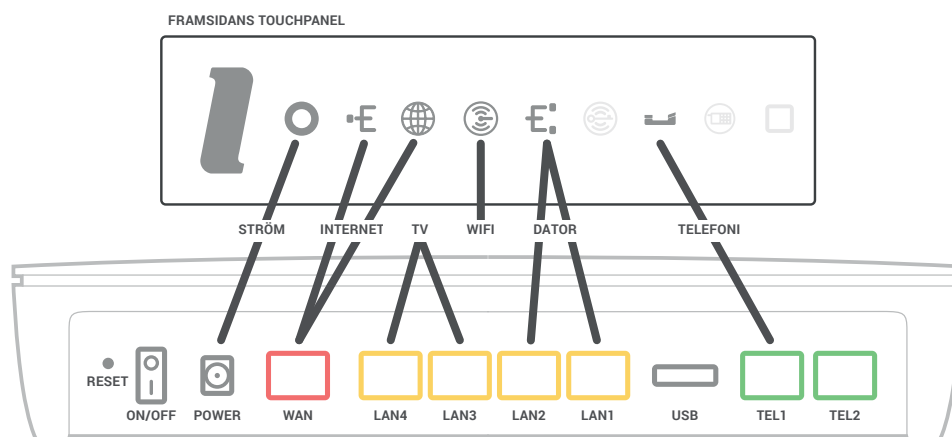 FRAMSIDANS TOUCHPANEL
STRÖM INTERNET TV WIFI DATOR TELEFONI
RESET
ON/OFF POWER WAN LAN4 LAN3 LAN2 LAN1 USB TEL1 TEL2